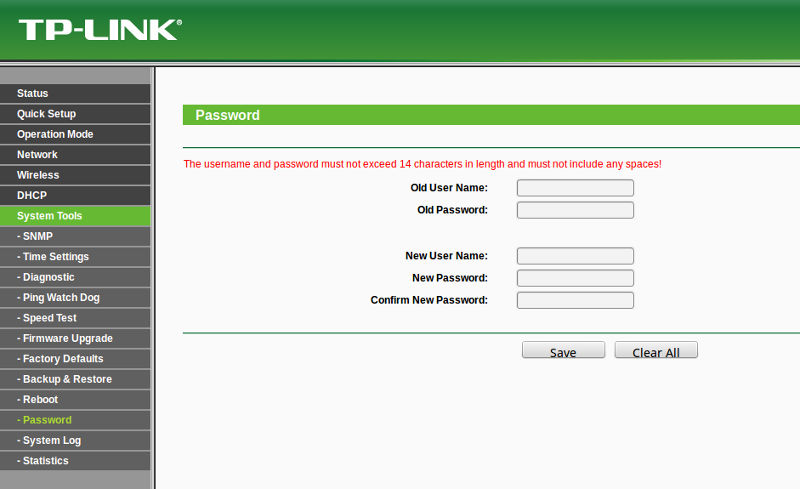 TP-LINK®
Status
Quick Setup
Operation Mode
Network
Wireless
DHCP
System Tools
- SNMP
- Time Settings
- Diagnostic
- Ping Watch Dog
- Speed Test
- Firmware Upgrade
- Factory Defaults
- Backup & Restore
- Reboot
- Password
- System Log
- Statistics
Password
The username and password must not exceed 14 characters in length and must not include any spaces!
Old User Name:
Old Password:
New User Name:
New Password:
Confirm New Password:
Save Clear All